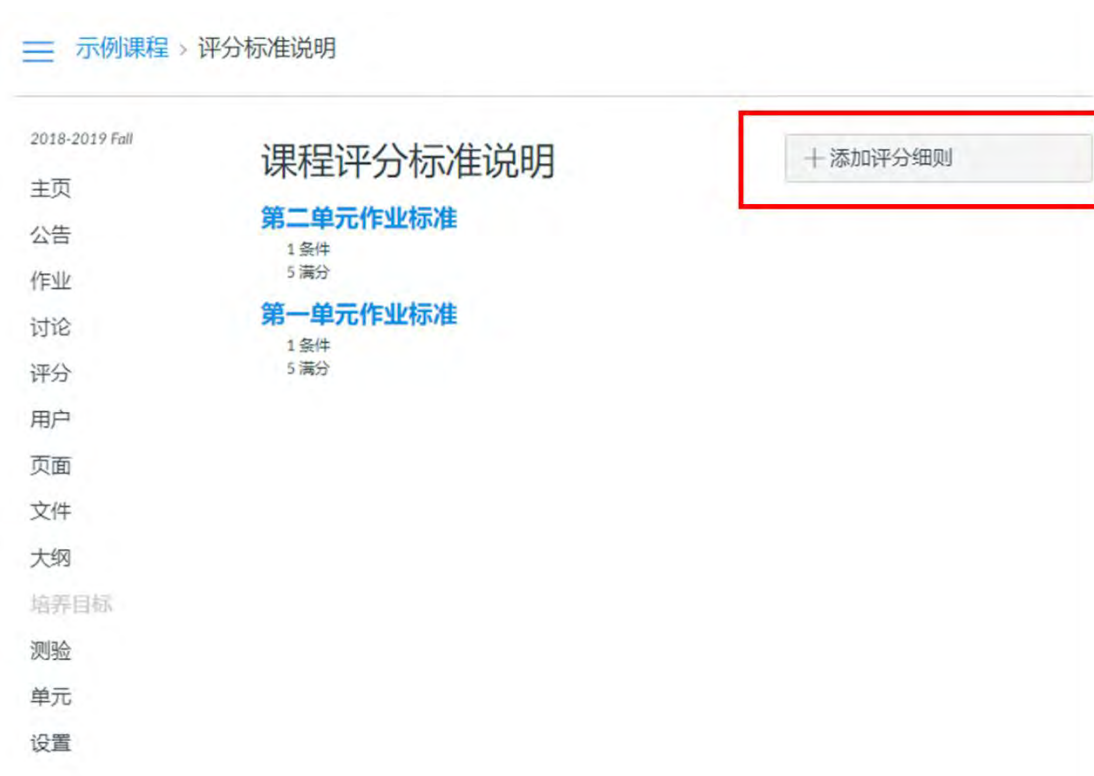 示例课程 › 评分标准说明
2018-2019 Fall
主页
公告
作业
讨论
评分
用户
页面
文件
大纲
培养目标
测验
单元
设置
课程评分标准说明
第二单元作业标准
1 条件
5 满分
第一单元作业标准
1 条件
5 满分
+ 添加评分细则